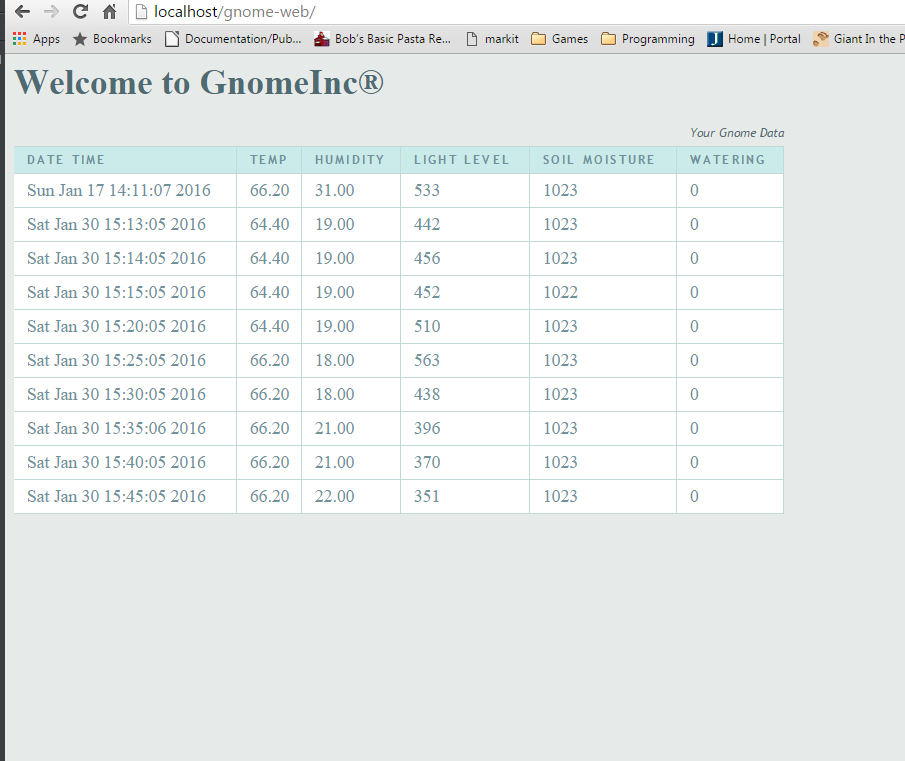 localhost/gnome-web/
Apps Bookmarks Documentation/Pub... Bob's Basic Pasta Re... markit Games Programming Home | Portal Giant In the P
Welcome to GnomeInc®
Your Gnome Data
DATE TIME TEMP HUMIDITY LIGHT LEVEL SOIL MOISTURE WATERING
Sun Jan 17 14:11:07 2016 66.20 31.00 533 1023 0
Sat Jan 30 15:13:05 2016 64.40 19.00 442 1023 0
Sat Jan 30 15:14:05 2016 64.40 19.00 456 1023 0
Sat Jan 30 15:15:05 2016 64.40 19.00 452 1022 0
Sat Jan 30 15:20:05 2016 64.40 19.00 510 1023 0
Sat Jan 30 15:25:05 2016 66.20 18.00 563 1023 0
Sat Jan 30 15:30:05 2016 66.20 18.00 438 1023 0
Sat Jan 30 15:35:06 2016 66.20 21.00 396 1023 0
Sat Jan 30 15:40:05 2016 66.20 21.00 370 1023 0
Sat Jan 30 15:45:05 2016 66.20 22.00 351 1023 0